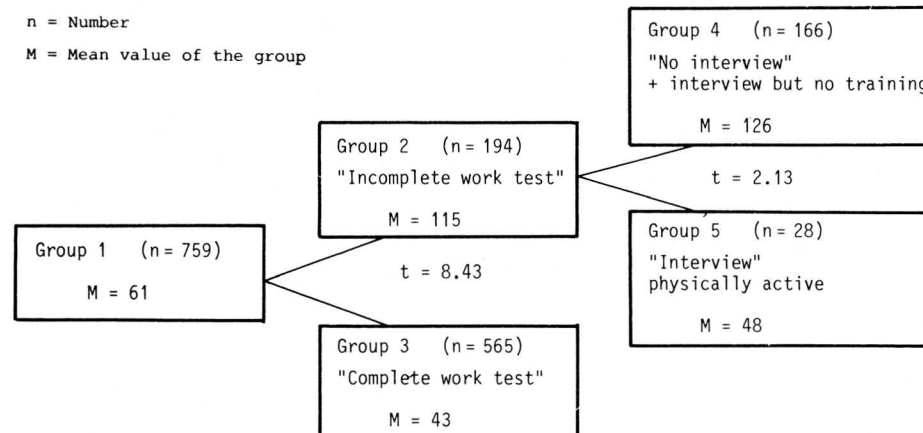 n = Number
M = Mean value of the group
Group 1 (n = 759)
M = 61
Group 2 (n = 194)
"Incomplete work test"
M = 115
t = 8.43
Group 3 (n = 565)
"Complete work test"
M = 43
Group 4 (n = 166)
"No interview"
+ interview but no training
M = 126
t = 2.13
Group 5 (n = 28)
"Interview"
physically active
M = 48